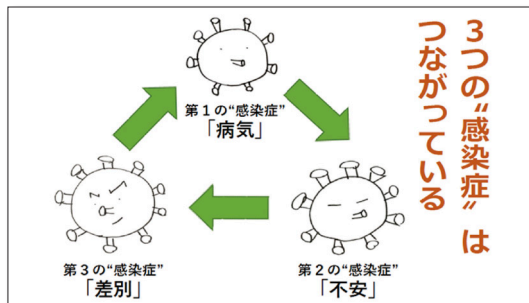 ３つの“感染症”は
つながっている
第１の“感染症”
「病気」
第２の“感染症”
「不安」
第３の“感染症”
「差別」